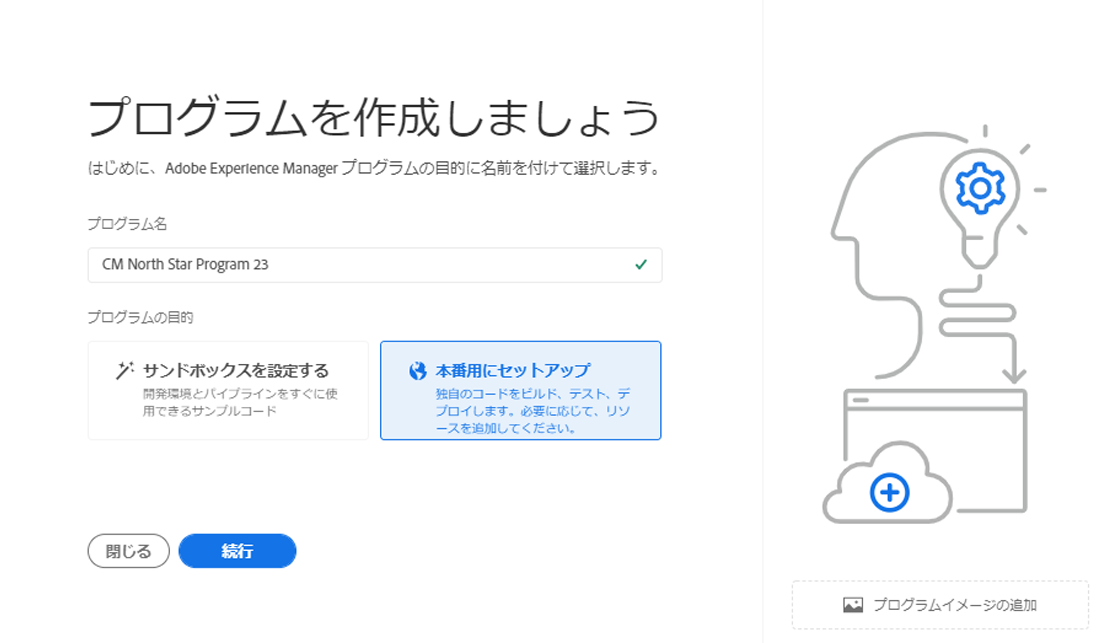 プログラムを作成しましょう
はじめに、Adobe Experience Manager プログラムの目的に名前を付けて選択します。
プログラム名
CM North Star Program 23
プログラムの目的
サンドボックスを設定する
開発環境とパイプラインをすぐに使
用できるサンプルコード
本番用にセットアップ
独自のコードをビルド、テスト、デ
プロイします。必要に応じて、リソ
ースを追加してください。
閉じる
続行
プログラムイメージの追加